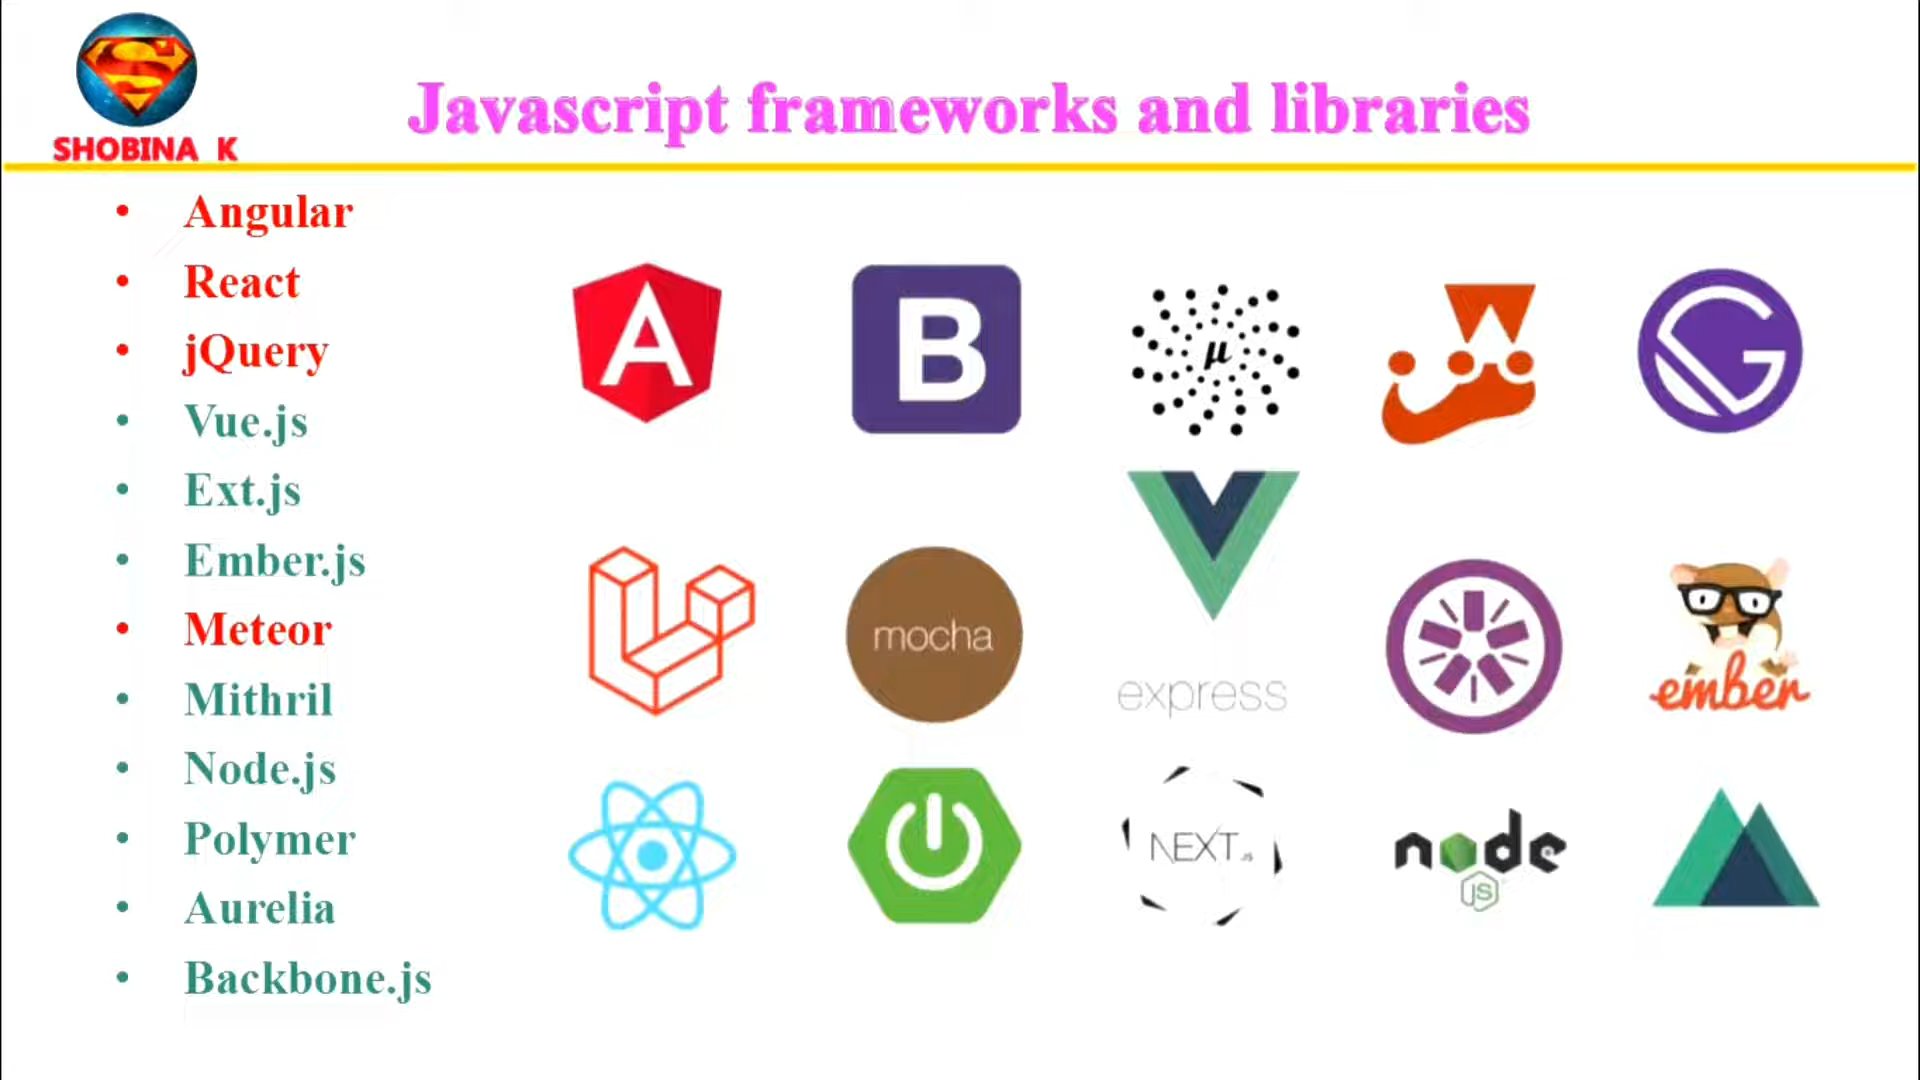 SHOBINA K
Javascript frameworks and libraries
• Angular
• React
• jQuery
• Vue.js
• Ext.js
• Ember.js
• Meteor
• Mithril
• Node.js
• Polymer
• Aurelia
• Backbone.js
A
B
μ
G
mocha
express
ember
NEXT.JS
node
JS